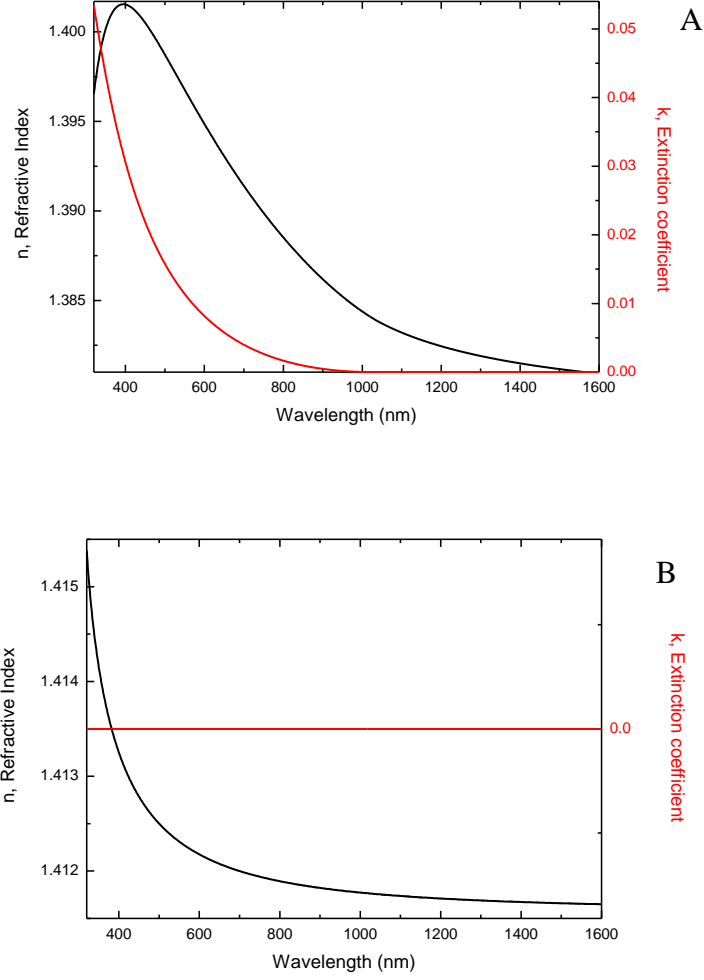 A
1.400
1.395
1.390
1.385
n, Refractive Index
0.05
0.04
0.03
0.02
0.01
0.00
k, Extinction coefficient
400 600 800 1000 1200 1400 1600
Wavelength (nm)
B
1.415
1.414
1.413
1.412
n, Refractive Index
0.0
k, Extinction coefficient
400 600 800 1000 1200 1400 1600
Wavelength (nm)